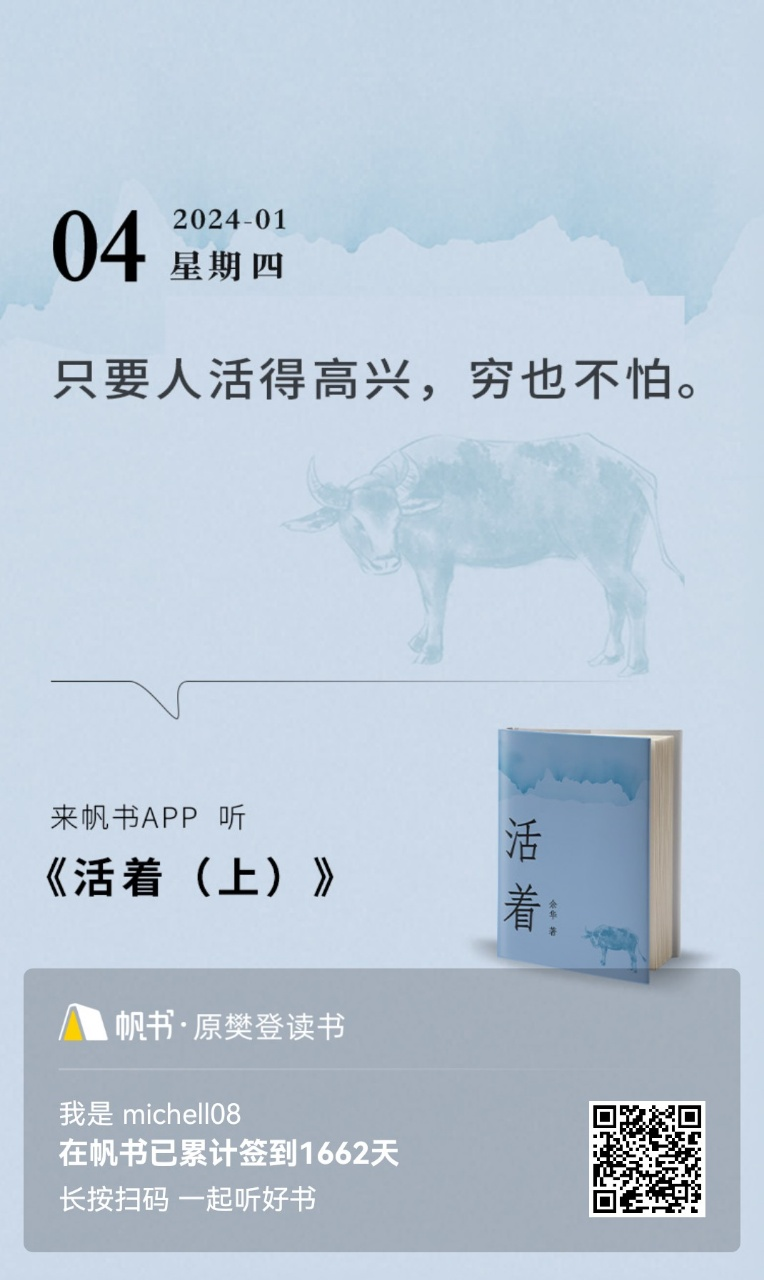 04
2024-01
星期四
只要人活得高兴，穷也不怕。
来帆书APP 听
《活着（上）》
活着
余华 著
帆书·原樊登读书
我是 michell08
在帆书已累计签到1662天
长按扫码 一起听好书